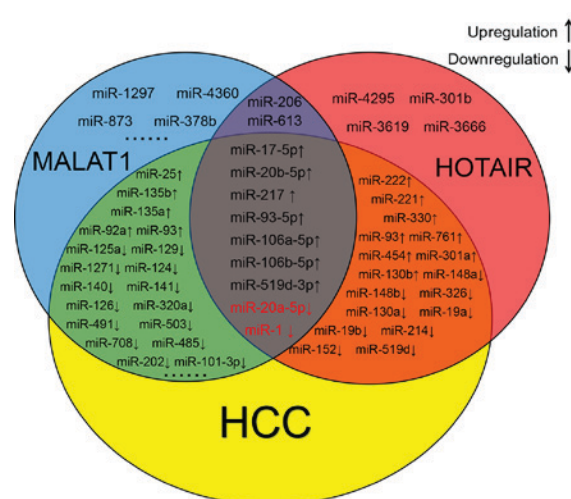 Upregulation ↑
Downregulation ↓
miR-1297 miR-4360
miR-873 miR-378b
......
MALAT1
miR-206
miR-613
miR-4295 miR-301b
miR-3619 miR-3666
HOTAIR
miR-25↑
miR-135b↑
miR-135a↑
miR-92a↑ miR-93↑
miR-125a↓ miR-129↓
miR-1271↓ miR-124↓
miR-140↓ miR-141↓
miR-126↓ miR-320a↓
miR-491↓ miR-503↓
miR-708↓ miR-485↓
miR-202↓ miR-101-3p↓
......
miR-17-5p↑
miR-20b-5p↑
miR-217 ↑
miR-93-5p↑
miR-106a-5p↑
miR-106b-5p↑
miR-519d-3p↑
miR-20a-5p↓
miR-1 ↓
miR-222↑
miR-221↑
miR-330↑
miR-93↑ miR-761↑
miR-454↑ miR-301a↑
miR-130b↑ miR-148a↓
miR-148b↓ miR-326↓
miR-130a↓ miR-19a↓
miR-19b↓ miR-214↓
miR-152↓ miR-519d↓
HCC